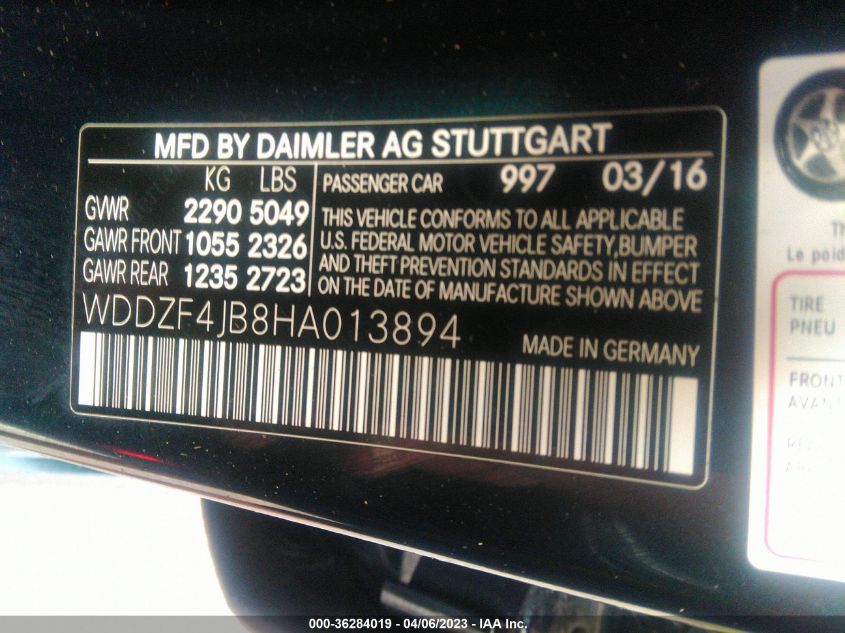 MFD BY DAIMLER AG STUTTGART
KG LBS
GVWR 2290 5049
GAWR FRONT 1055 2326
GAWR REAR 1235 2723
PASSENGER CAR 997 03/16
THIS VEHICLE CONFORMS TO ALL APPLICABLE
U.S. FEDERAL MOTOR VEHICLE SAFETY,BUMPER
AND THEFT PREVENTION STANDARDS IN EFFECT
ON THE DATE OF MANUFACTURE SHOWN ABOVE
WDDZF4JB8HA013894
MADE IN GERMANY
Le
TIRE
PNEU
FRONT
000-36284019 - 04/06/2023 - IAA Inc.